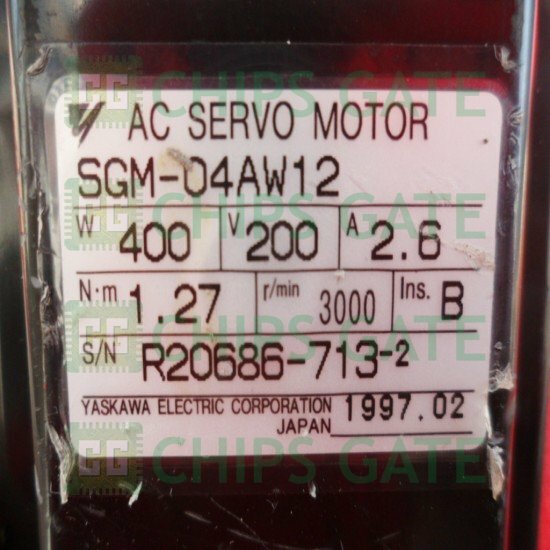 AC SERVO MOTOR
SGM-04AW12
W 400 V 200 A 2.6
N·m 1.27 r/min 3000 Ins. B
S/N R20686-713-2
YASKAWA ELECTRIC CORPORATION 1997.02
JAPAN
CHIPS GATE
CHIPS GATE
CHIPS GATE
CHIPS GATE